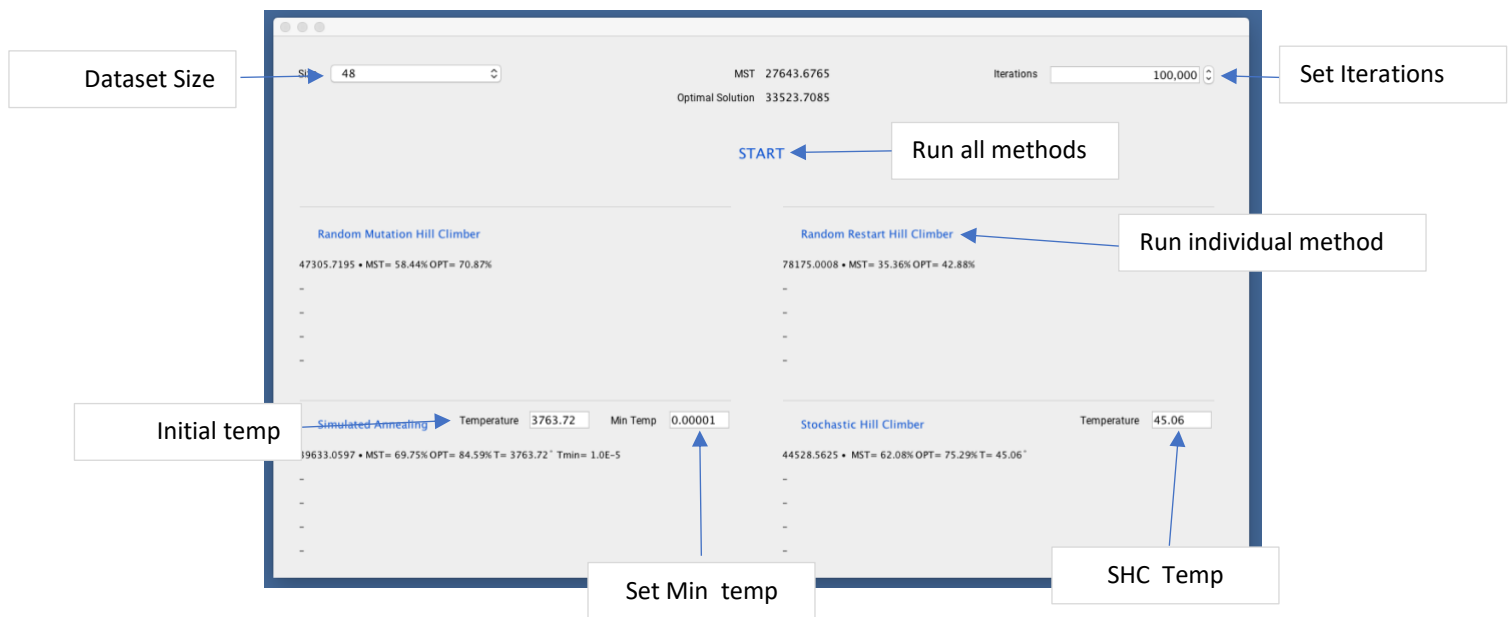 Dataset Size
Size 48
MST 27643.6765
Optimal Solution 33523.7085
Iterations 100,000
Set Iterations
START
Run all methods
Random Mutation Hill Climber
47305.7195 • MST= 58.44% OPT= 70.87%
-
-
-
-
Random Restart Hill Climber
Run individual method
78175.0008 • MST= 35.36% OPT= 42.88%
-
-
-
-
Initial temp
Simulated Annealing Temperature 3763.72 Min Temp 0.00001
39633.0597 • MST= 69.75% OPT= 84.59% T= 3763.72° Tmin= 1.0E-5
-
-
-
-
Set Min temp
Stochastic Hill Climber Temperature 45.06
44528.5625 • MST= 62.08% OPT= 75.29% T= 45.06°
-
-
-
-
SHC Temp